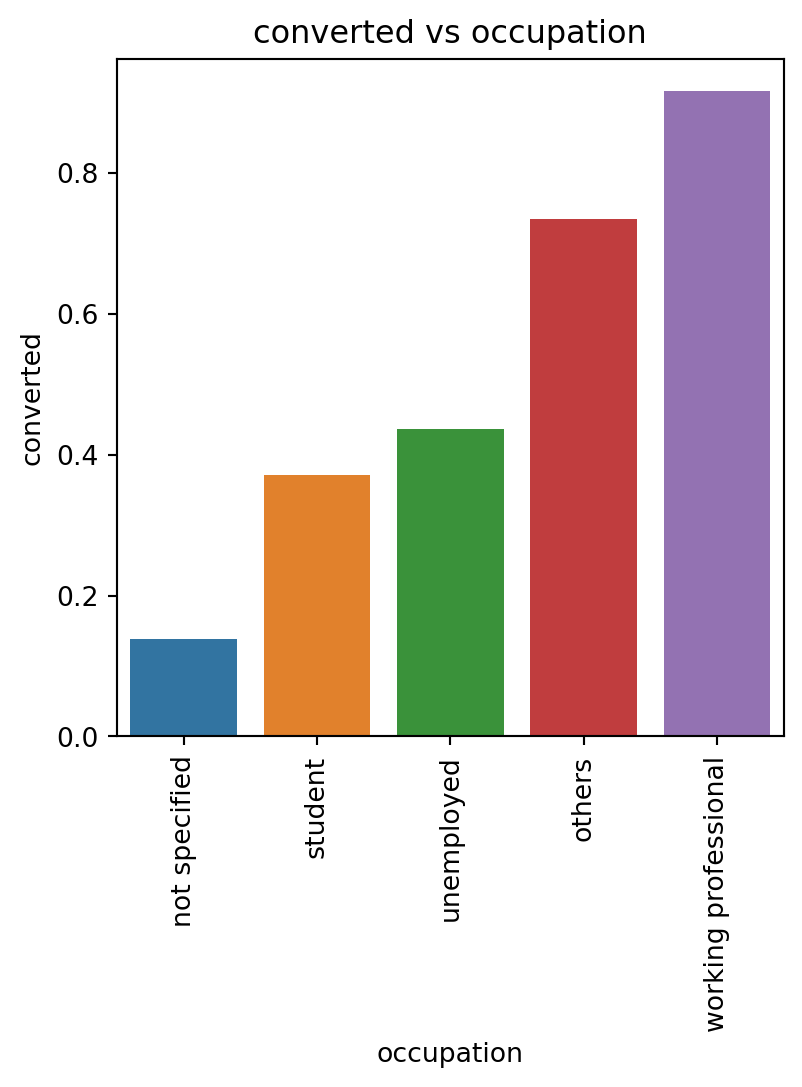 converted vs occupation
converted
0.8
0.6
0.4
0.2
0.0
not specified
student
unemployed
others
working professional
occupation